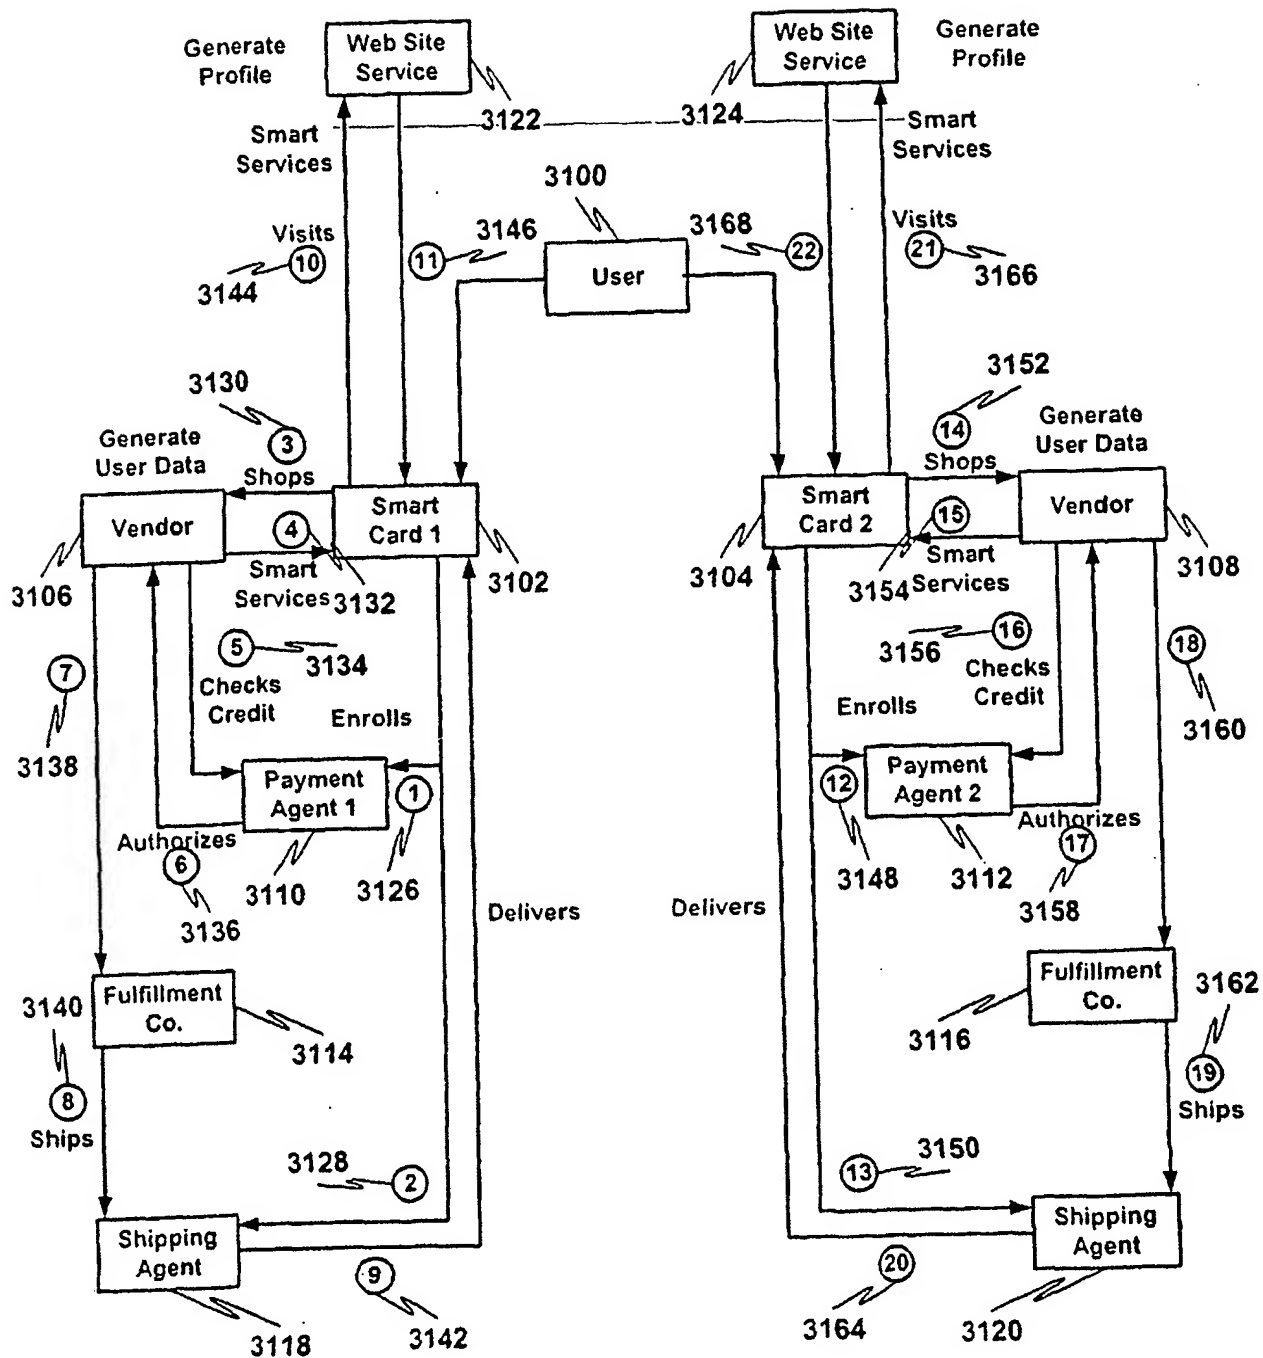 Generate
Profile
Web Site
Service
3122
Web Site
Service
3124
Generate
Profile
Smart
Services
Smart
Services
3100
User
Visits
10
3144
11
3146
3168
22
Visits
21
3166
3130
3
Shops
Generate
User Data
Vendor
3106
4
Smart
Services
3132
Smart
Card 1
3102
3152
14
Shops
Generate
User Data
Smart
Card 2
3104
15
Smart
Services
3154
Vendor
3108
7
3138
5
3134
Checks
Credit
Enrolls
Payment
Agent 1
3110
1
3126
Authorizes
6
3136
Delivers
3156
16
Checks
Credit
18
3160
Enrolls
12
3148
Payment
Agent 2
3112
Authorizes
17
3158
Delivers
Fulfillment
Co.
3114
3140
8
Ships
Fulfillment
Co.
3116
3162
19
Ships
3128
2
Shipping
Agent
3118
9
3142
3150
13
Shipping
Agent
3120
20
3164